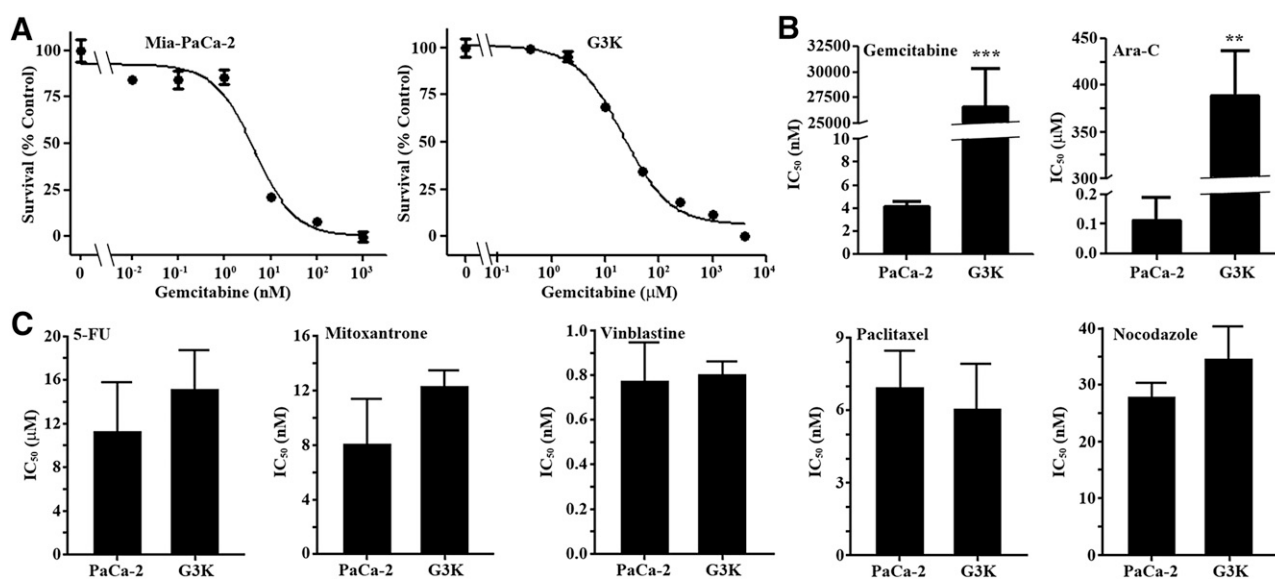 A
Mia-PaCa-2
Survival (% Control)
100
75
50
25
0
0 10⁻² 10⁻¹ 10⁰ 10¹ 10² 10³
Gemcitabine (nM)
G3K
Survival (% Control)
100
75
50
25
0
0 10⁻¹ 10⁰ 10¹ 10² 10³ 10⁴
Gemcitabine (μM)
B
Gemcitabine
***
IC₅₀ (nM)
32500
30000
27500
25000
10
8
6
4
2
0
PaCa-2 G3K
Ara-C
**
IC₅₀ (μM)
450
400
350
300
0.2
0.1
0.0
PaCa-2 G3K
C
5-FU
IC₅₀ (μM)
20
16
12
8
4
0
PaCa-2 G3K
Mitoxantrone
IC₅₀ (nM)
16
12
8
4
0
PaCa-2 G3K
Vinblastine
IC₅₀ (nM)
1.0
0.8
0.6
0.4
0.2
0.0
PaCa-2 G3K
Paclitaxel
IC₅₀ (nM)
9
6
3
0
PaCa-2 G3K
Nocodazole
IC₅₀ (nM)
40
30
20
10
0
PaCa-2 G3K